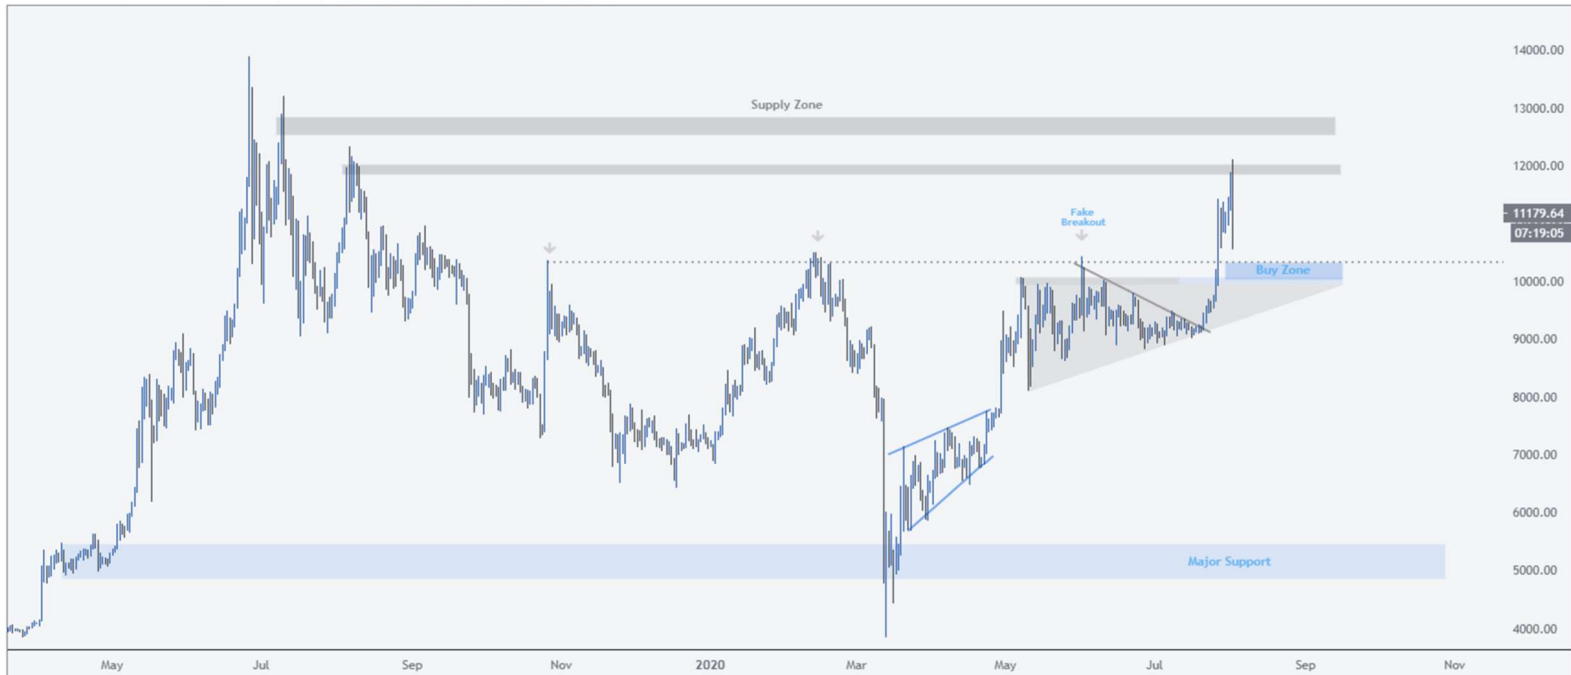 14000.00
Supply Zone
13000.00
12000.00
Fake
Breakout
11179.64
07:19:05
Buy Zone
10000.00
9000.00
8000.00
7000.00
6000.00
Major Support
5000.00
4000.00
May Jul Sep Nov 2020 Mar May Jul Sep Nov